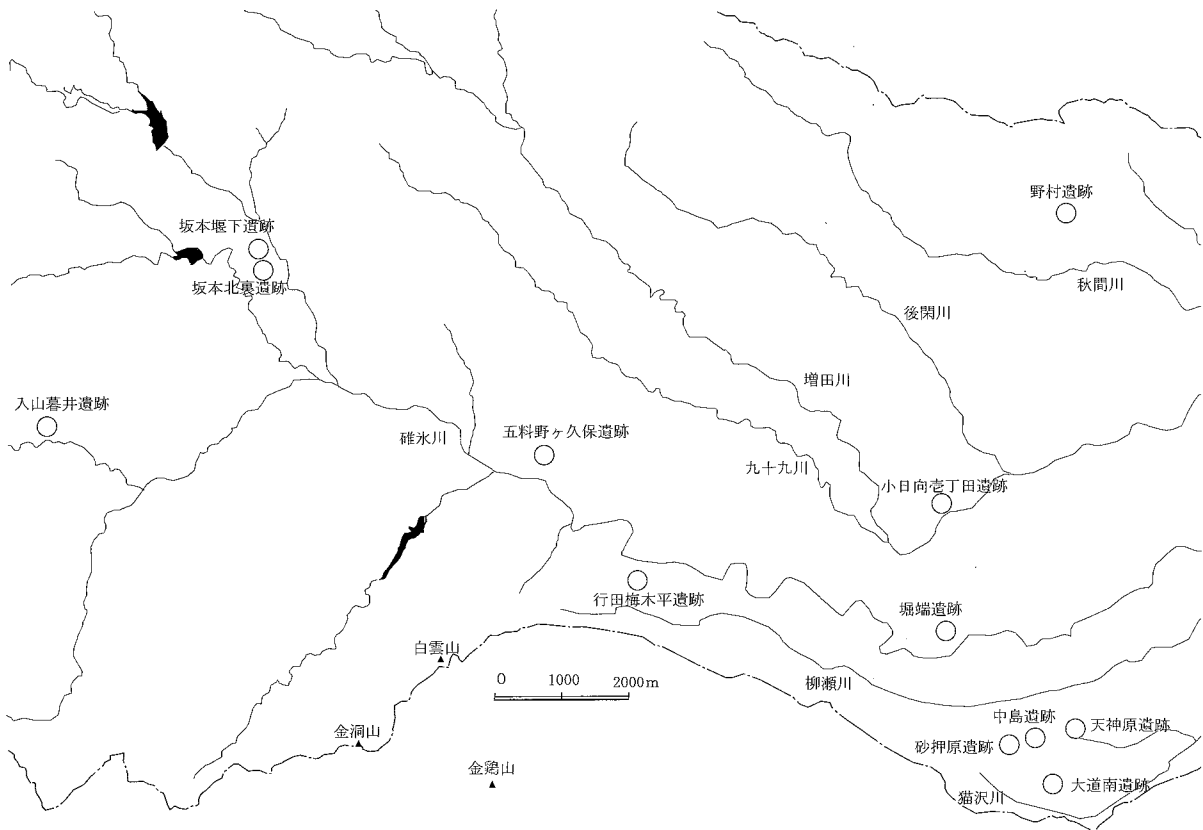 野村遺跡
坂本堰下遺跡
秋間川
坂本北裏遺跡
後閑川
増田川
入山暮井遺跡
碓氷川
五料野ヶ久保遺跡
九十九川
小日向壱丁田遺跡
行田梅木平遺跡
堀端遺跡
白雲山
0 1000 2000m
柳瀬川
中島遺跡
天神原遺跡
金洞山
砂押原遺跡
金鶏山
大道南遺跡
猫沢川